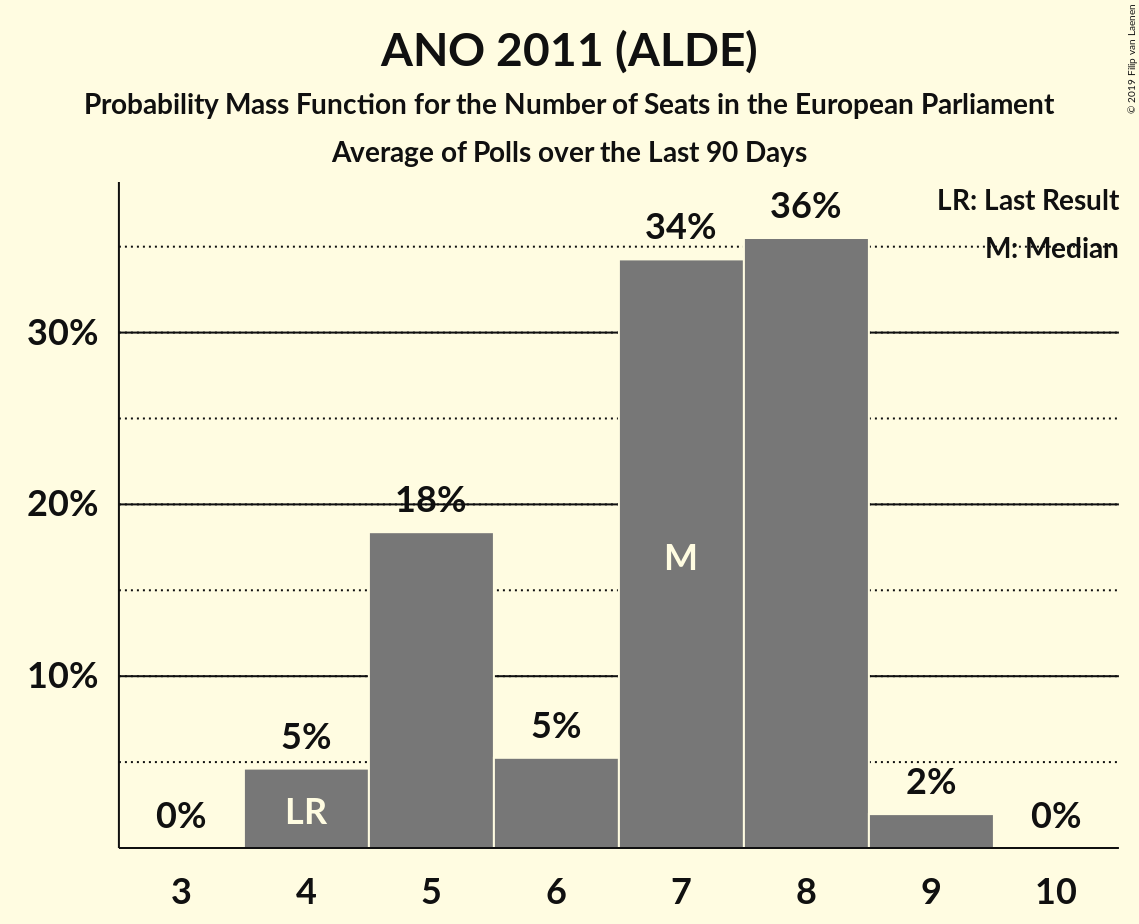 ANO 2011 (ALDE)
Probability Mass Function for the Number of Seats in the European Parliament
Average of Polls over the Last 90 Days
© 2019 Filip van Laenen
LR: Last Result
M: Median
30%
20%
10%
0%
5%
18%
5%
34%
36%
2%
0%
LR
M
3
4
5
6
7
8
9
10